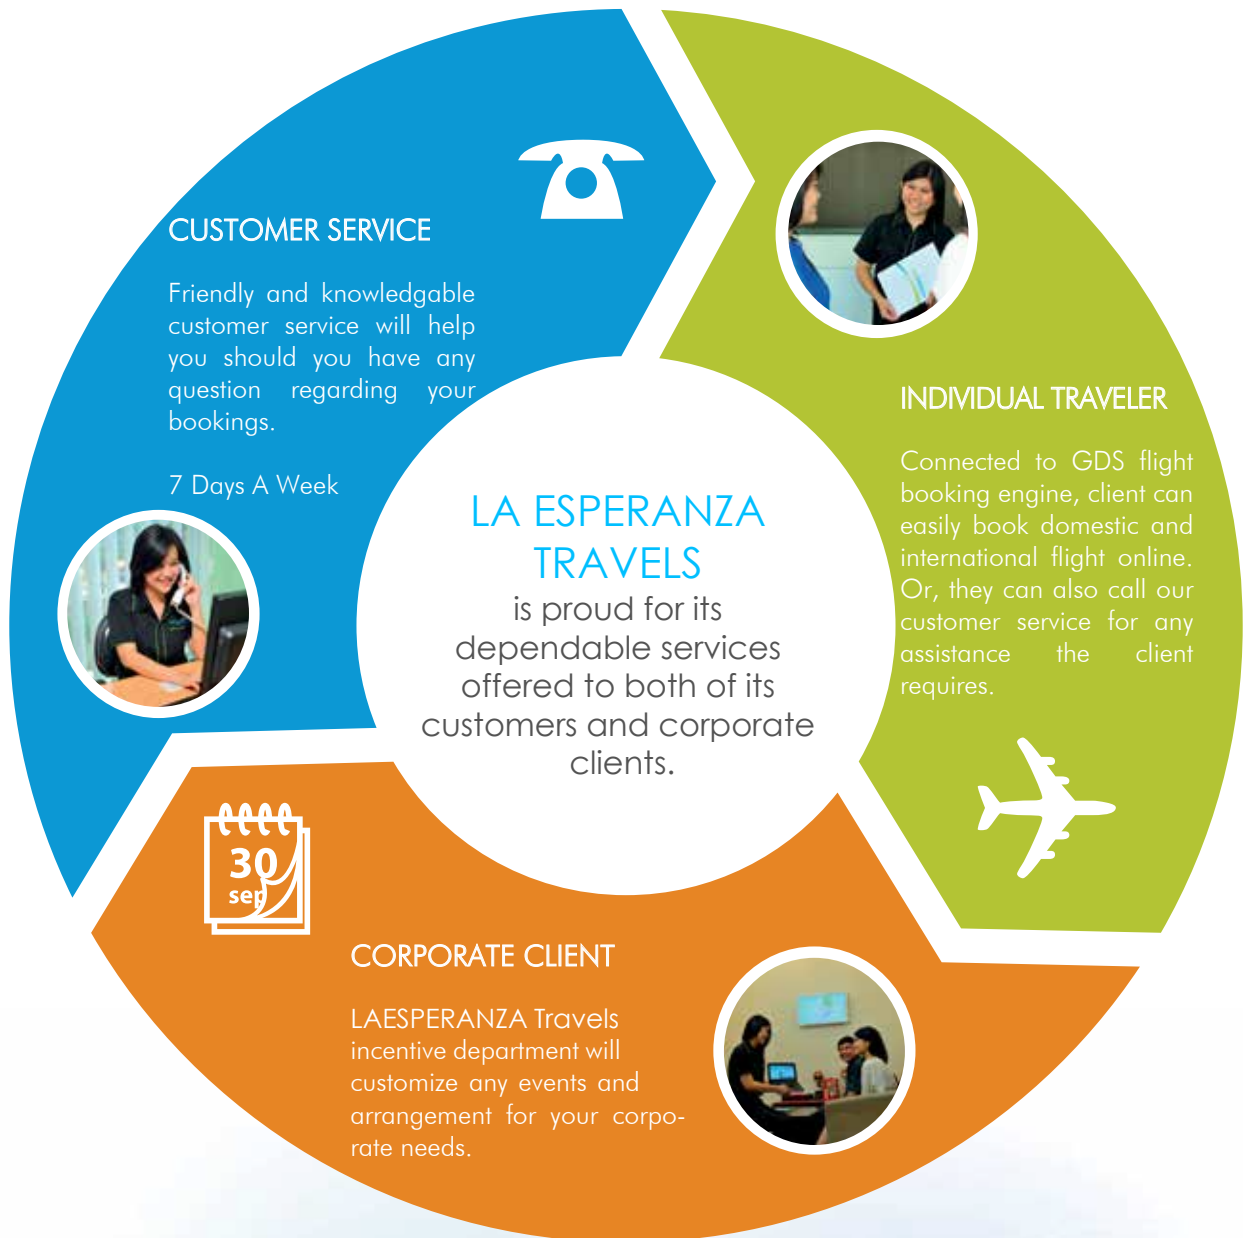 CUSTOMER SERVICE
Friendly and knowledgable
customer service will help
you should you have any
question regarding your
bookings.
7 Days A Week
INDIVIDUAL TRAVELER
Connected to GDS flight
booking engine, client can
easily book domestic and
international flight online.
Or, they can also call our
customer service for any
assistance the client
requires.
LA ESPERANZA
TRAVELS
is proud for its
dependable services
offered to both of its
customers and corporate
clients.
30
sep
CORPORATE CLIENT
LAESPERANZA Travels
incentive department will
customize any events and
arrangement for your corpo-
rate needs.